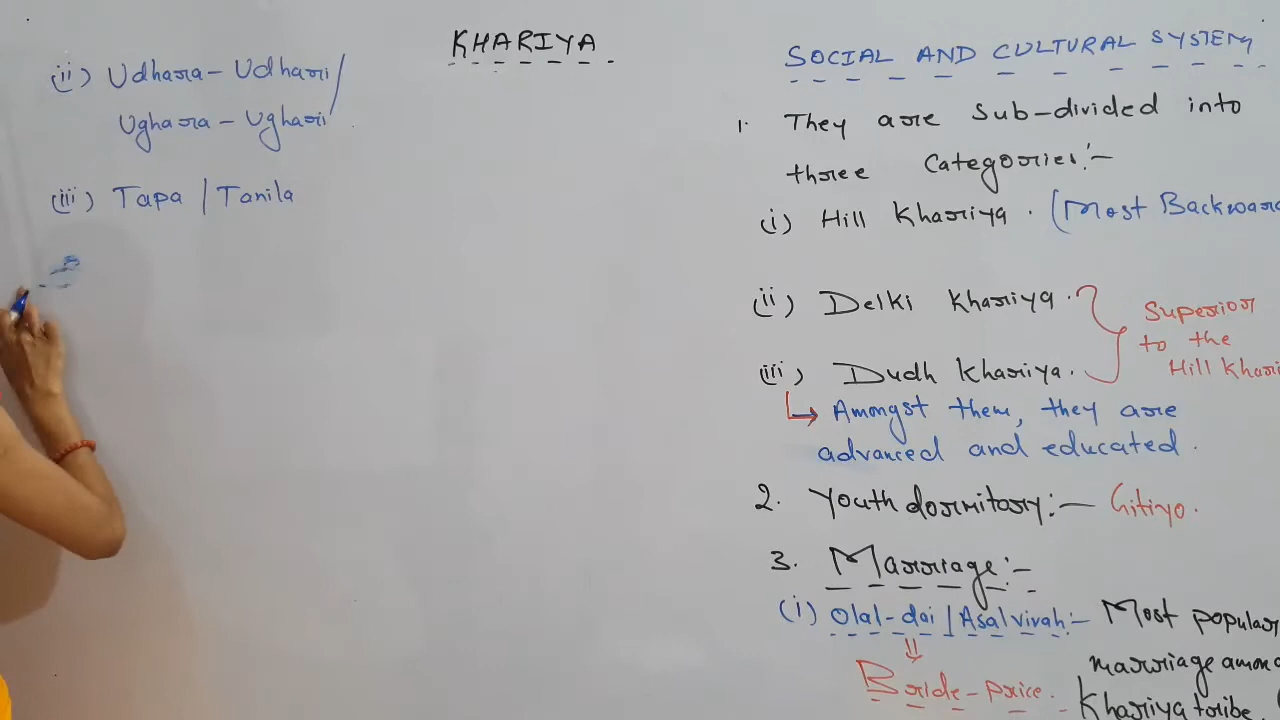 KHARIYA
(ii) Udhara - Udhari/
Ughara - Ughari
(iii) Tapa / Tanila
SOCIAL AND CULTURAL SYSTEM
1. They are Sub-divided into
three Categories:-
(i) Hill Khariya. (Most Backward
(ii) Delki Khariya.
(iii) Dudh Khariya.
Superior
to the
Hill Khari
Amongst them, they are
advanced and educated.
2. Youth dormitory:- Gitiyo.
3. Marriage:-
(i) Olal-dai / Asal vivah:- Most popular
marriage among
Bride-price.
Khariya tribe.